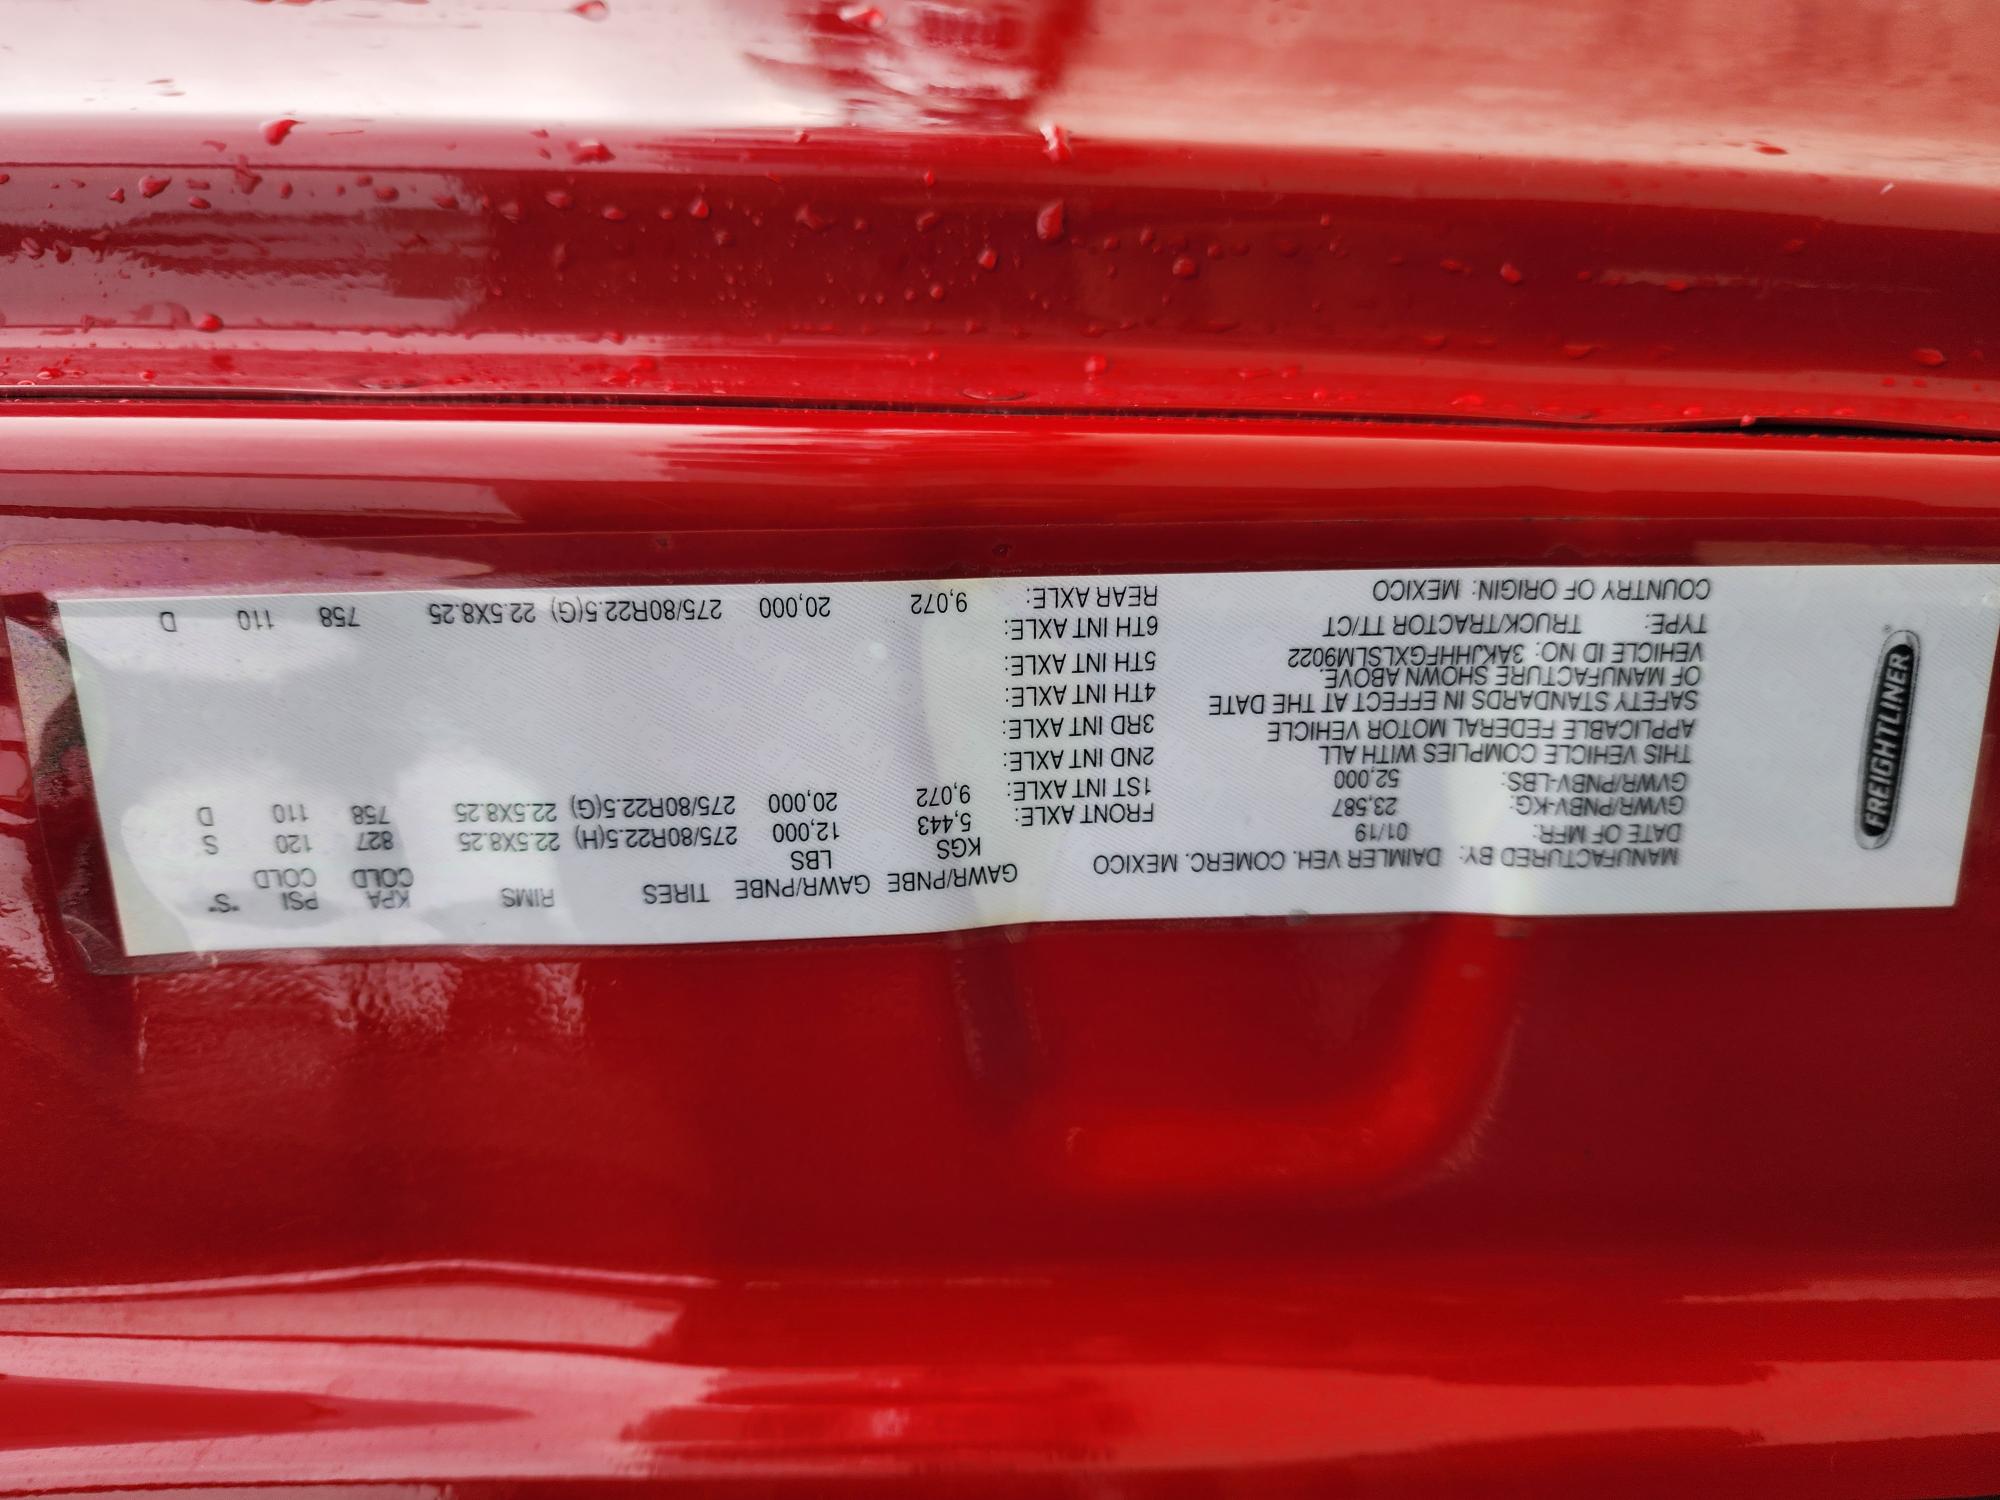 FREIGHTLINER
MANUFACTURED BY: DAIMLER VEH. COMERC. MEXICO
DATE OF MFR: 01/19
GVWR/PNBV-KG: 23,587
GVWR/PNBV-LBS: 52,000
THIS VEHICLE COMPLIES WITH ALL
APPLICABLE FEDERAL MOTOR VEHICLE
SAFETY STANDARDS IN EFFECT AT THE DATE
OF MANUFACTURE SHOWN ABOVE.
VEHICLE ID NO: 3AKJHHFGXLSLM9022
TYPE: TRUCK/TRACTOR TT/CT
COUNTRY OF ORIGIN: MEXICO
GAWR/PNBE GAWR/PNBE TIRES RIMS KPA PSI "S"
KGS LBS COLD COLD
FRONT AXLE: 5,443 12,000 275/80R22.5(H) 22.5X8.25 827 120 S
1ST INT AXLE: 9,072 20,000 275/80R22.5(G) 22.5X8.25 758 110 D
2ND INT AXLE:
3RD INT AXLE:
4TH INT AXLE:
5TH INT AXLE:
6TH INT AXLE:
REAR AXLE: 9,072 20,000 275/80R22.5(G) 22.5X8.25 758 110 D